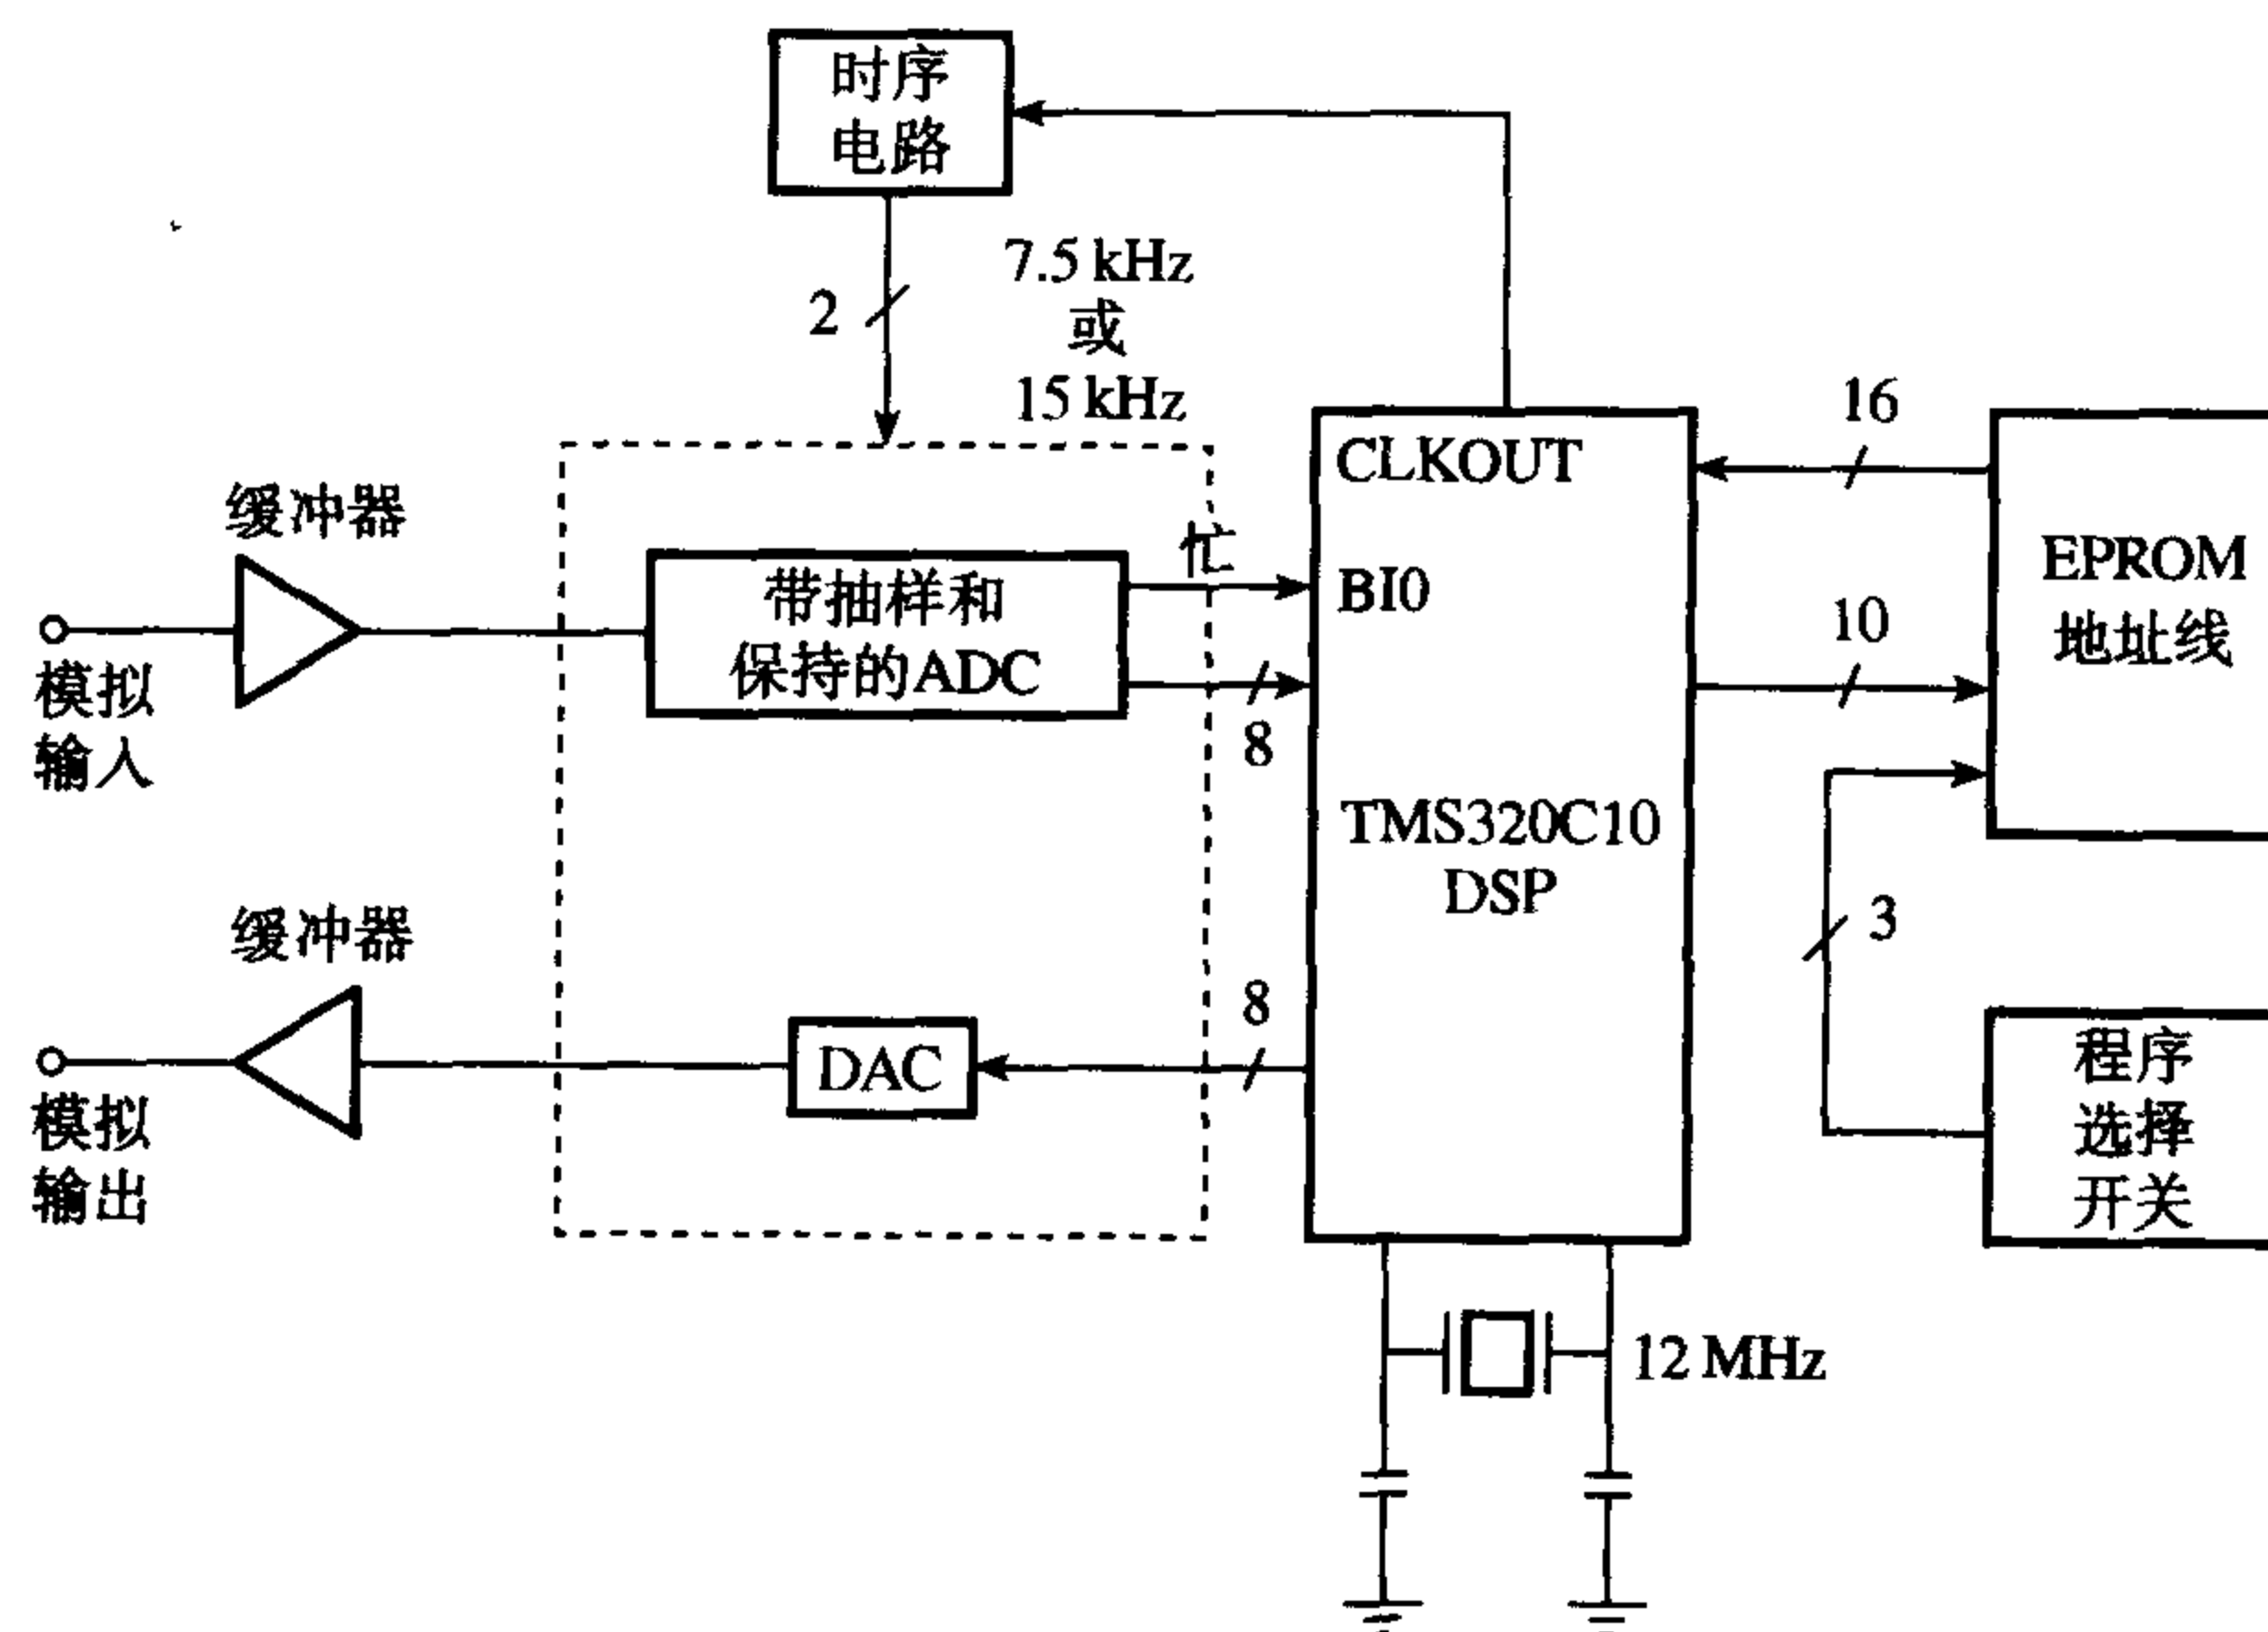 时序
电路
2
7.5 kHz
或
15 kHz
缓冲器
模拟
输入
带抽样和
保持的ADC
忙
8
CLKOUT
BI0
TMS320C10
DSP
16
10
EPROM
地址线
3
程序
选择
开关
缓冲器
模拟
输出
DAC
8
12 MHz